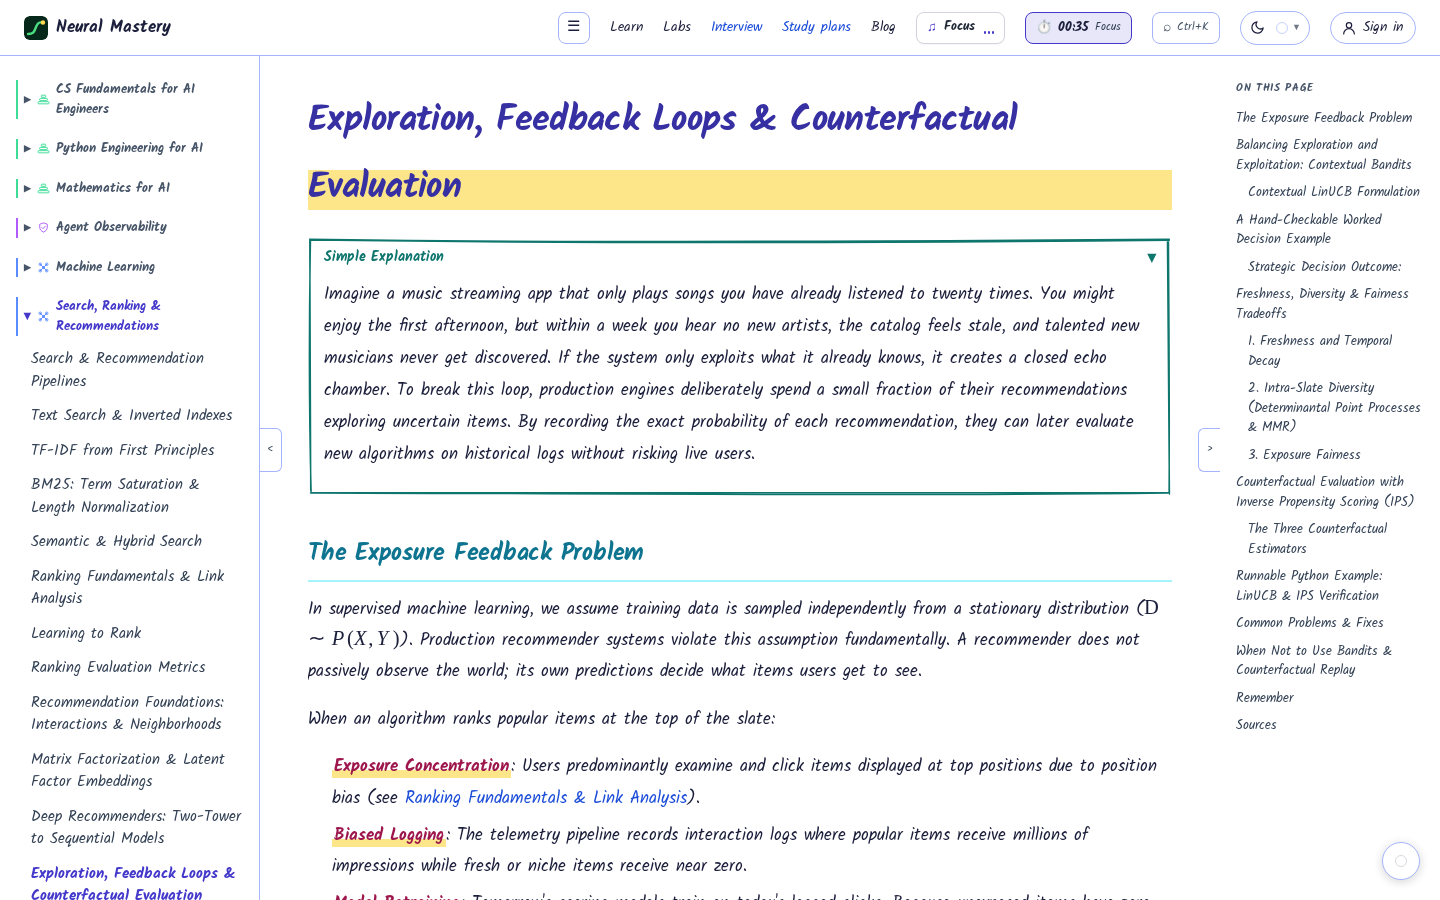 Neural Mastery
☰ Learn Labs Interview Study plans Blog ♫ Focus ... ⏱ 00:35 Focus ⌕ Ctrl+K ▼ Sign in
▶ CS Fundamentals for AI
Engineers
▶ Python Engineering for AI
▶ Mathematics for AI
▶ Agent Observability
▶ Machine Learning
▼ Search, Ranking &
Recommendations
Search & Recommendation
Pipelines
Text Search & Inverted Indexes
TF-IDF from First Principles
BM25: Term Saturation &
Length Normalization
Semantic & Hybrid Search
Ranking Fundamentals & Link
Analysis
Learning to Rank
Ranking Evaluation Metrics
Recommendation Foundations:
Interactions & Neighborhoods
Matrix Factorization & Latent
Factor Embeddings
Deep Recommenders: Two-Tower
to Sequential Models
Exploration, Feedback Loops &
Counterfactual Evaluation
<
Exploration, Feedback Loops & Counterfactual
Evaluation
Simple Explanation ▼
Imagine a music streaming app that only plays songs you have already listened to twenty times. You might
enjoy the first afternoon, but within a week you hear no new artists, the catalog feels stale, and talented new
musicians never get discovered. If the system only exploits what it already knows, it creates a closed echo
chamber. To break this loop, production engines deliberately spend a small fraction of their recommendations
exploring uncertain items. By recording the exact probability of each recommendation, they can later evaluate
new algorithms on historical logs without risking live users.
The Exposure Feedback Problem
In supervised machine learning, we assume training data is sampled independently from a stationary distribution (D
∼ P(X, Y)). Production recommender systems violate this assumption fundamentally. A recommender does not
passively observe the world; its own predictions decide what items users get to see.
When an algorithm ranks popular items at the top of the slate:
Exposure Concentration: Users predominantly examine and click items displayed at top positions due to position
bias (see Ranking Fundamentals & Link Analysis).
Biased Logging: The telemetry pipeline records interaction logs where popular items receive millions of
impressions while fresh or niche items receive near zero.
Model Retraining: Tomorrow's scoring models train on today's logged clicks. Because unexposed items have zero
>
ON THIS PAGE
The Exposure Feedback Problem
Balancing Exploration and
Exploitation: Contextual Bandits
Contextual LinUCB Formulation
A Hand-Checkable Worked
Decision Example
Strategic Decision Outcome:
Freshness, Diversity & Fairness
Tradeoffs
1. Freshness and Temporal
Decay
2. Intra-Slate Diversity
(Determinantal Point Processes
& MMR)
3. Exposure Fairness
Counterfactual Evaluation with
Inverse Propensity Scoring (IPS)
The Three Counterfactual
Estimators
Runnable Python Example:
LinUCB & IPS Verification
Common Problems & Fixes
When Not to Use Bandits &
Counterfactual Replay
Remember
Sources